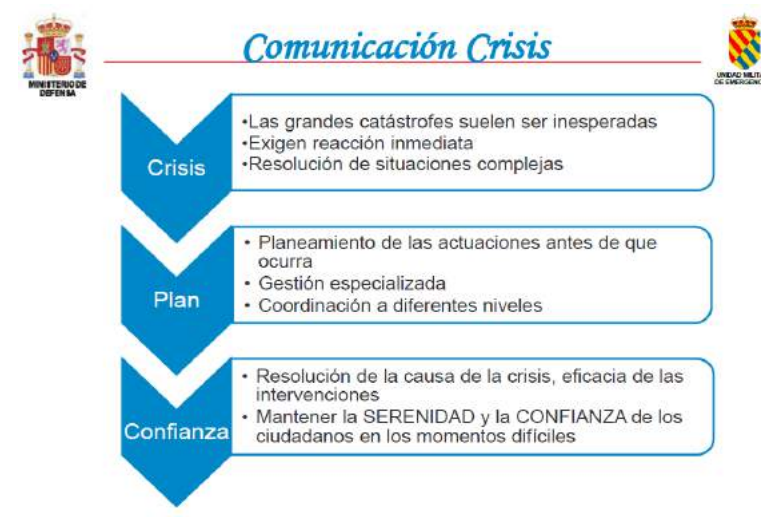 Comunicación Crisis
MINISTERIO DE
DEFENSA
UNIDAD MILITA
DE EMERGENC
Crisis
•Las grandes catástrofes suelen ser inesperadas
•Exigen reacción inmediata
•Resolución de situaciones complejas
Plan
• Planeamiento de las actuaciones antes de que
ocurra
• Gestión especializada
• Coordinación a diferentes niveles
Confianza
• Resolución de la causa de la crisis, eficacia de las
intervenciones
• Mantener la SERENIDAD y la CONFIANZA de los
ciudadanos en los momentos difíciles